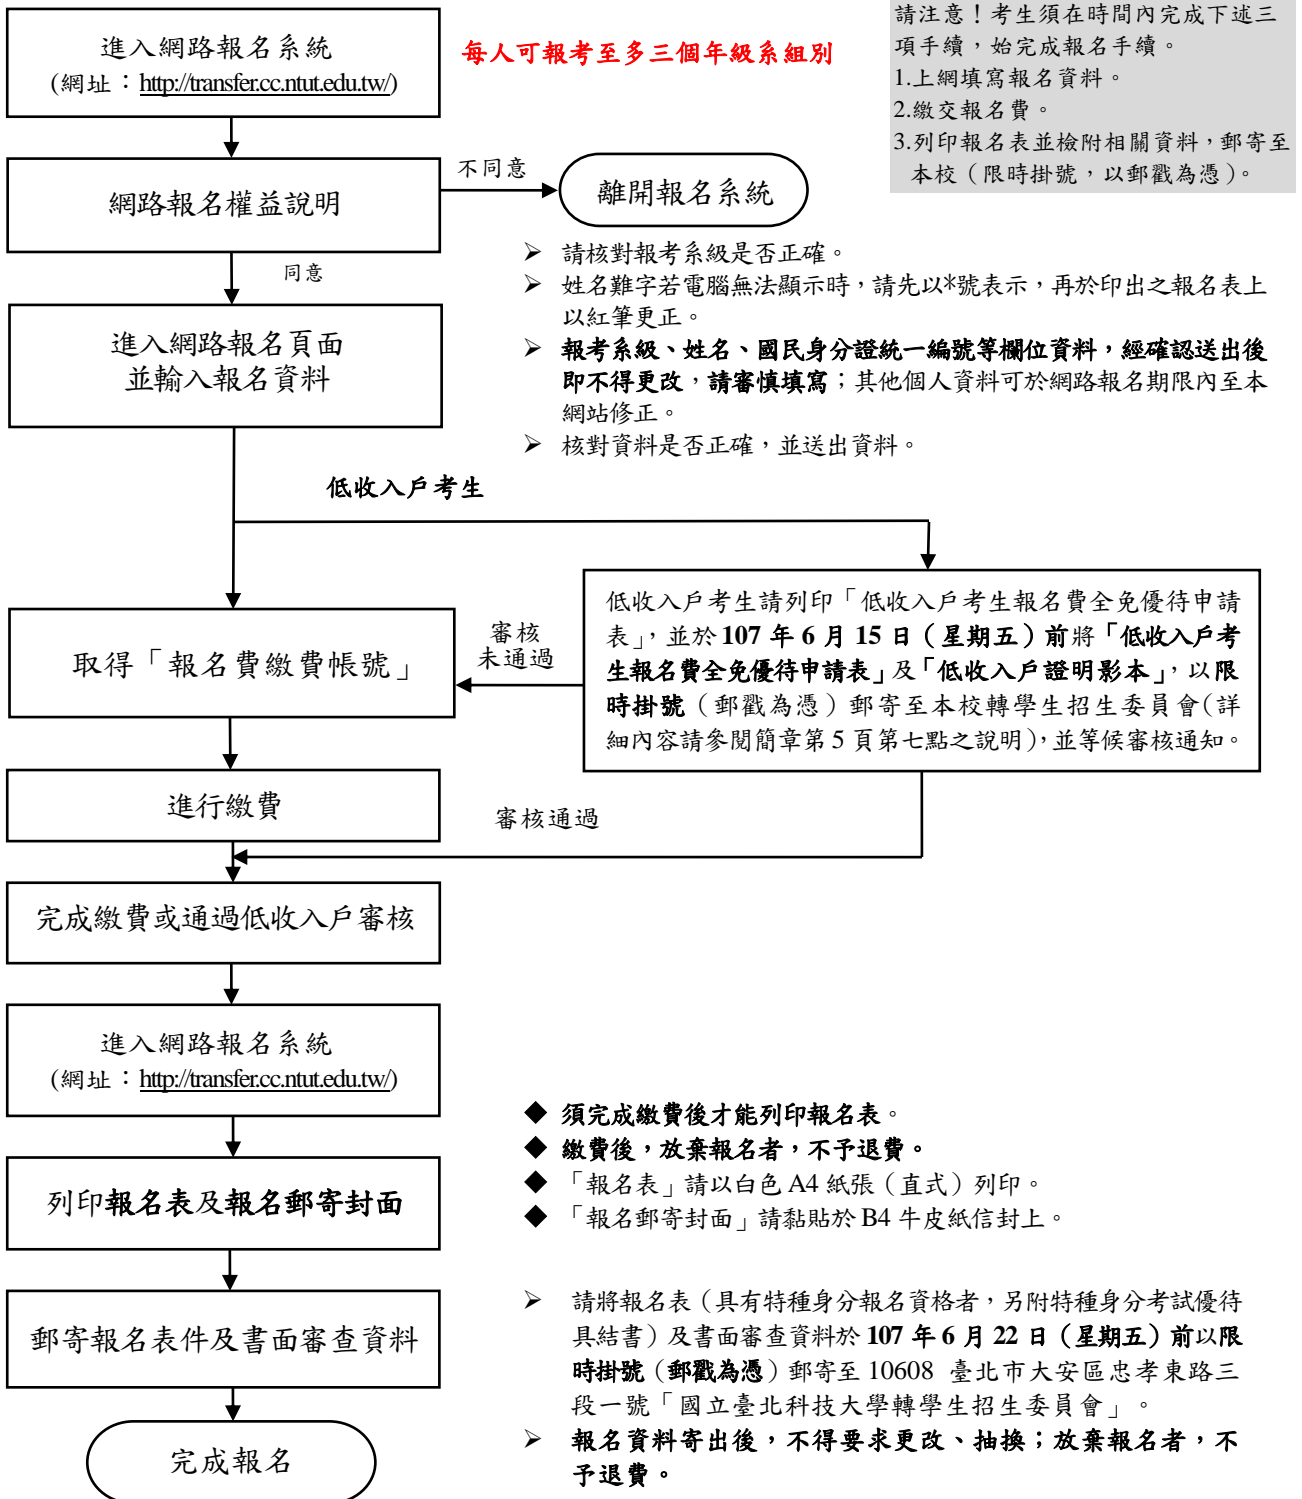 進入網路報名系統
(網址：http://transfer.cc.ntut.edu.tw/)
每人可報考至多三個年級系組別
請注意！考生須在時間內完成下述三
項手續，始完成報名手續。
1.上網填寫報名資料。
2.繳交報名費。
3.列印報名表並檢附相關資料，郵寄至
本校（限時掛號，以郵戳為憑）。
網路報名權益說明
不同意
離開報名系統
同意
進入網路報名頁面
並輸入報名資料
➢ 請核對報考系級是否正確。
➢ 姓名難字若電腦無法顯示時，請先以*號表示，再於印出之報名表上
以紅筆更正。
➢ 報考系級、姓名、國民身分證統一編號等欄位資料，經確認送出後
即不得更改，請審慎填寫；其他個人資料可於網路報名期限內至本
網站修正。
➢ 核對資料是否正確，並送出資料。
低收入戶考生
取得「報名費繳費帳號」
審核
未通過
低收入戶考生請列印「低收入戶考生報名費全免優待申請
表」，並於 107 年 6 月 15 日（星期五）前將「低收入戶考
生報名費全免優待申請表」及「低收入戶證明影本」，以限
時掛號（郵戳為憑）郵寄至本校轉學生招生委員會(詳
細內容請參閱簡章第 5 頁第七點之說明)，並等候審核通知。
進行繳費
審核通過
完成繳費或通過低收入戶審核
進入網路報名系統
(網址：http://transfer.cc.ntut.edu.tw/)
列印報名表及報名郵寄封面
◆ 須完成繳費後才能列印報名表。
◆ 繳費後，放棄報名者，不予退費。
◆ 「報名表」請以白色 A4 紙張（直式）列印。
◆ 「報名郵寄封面」請黏貼於 B4 牛皮紙信封上。
郵寄報名表件及書面審查資料
➢ 請將報名表（具有特種身分報名資格者，另附特種身分考試優待
具結書）及書面審查資料於 107 年 6 月 22 日（星期五）前以限
時掛號（郵戳為憑）郵寄至 10608 臺北市大安區忠孝東路三
段一號「國立臺北科技大學轉學生招生委員會」。
➢ 報名資料寄出後，不得要求更改、抽換；放棄報名者，不
予退費。
完成報名